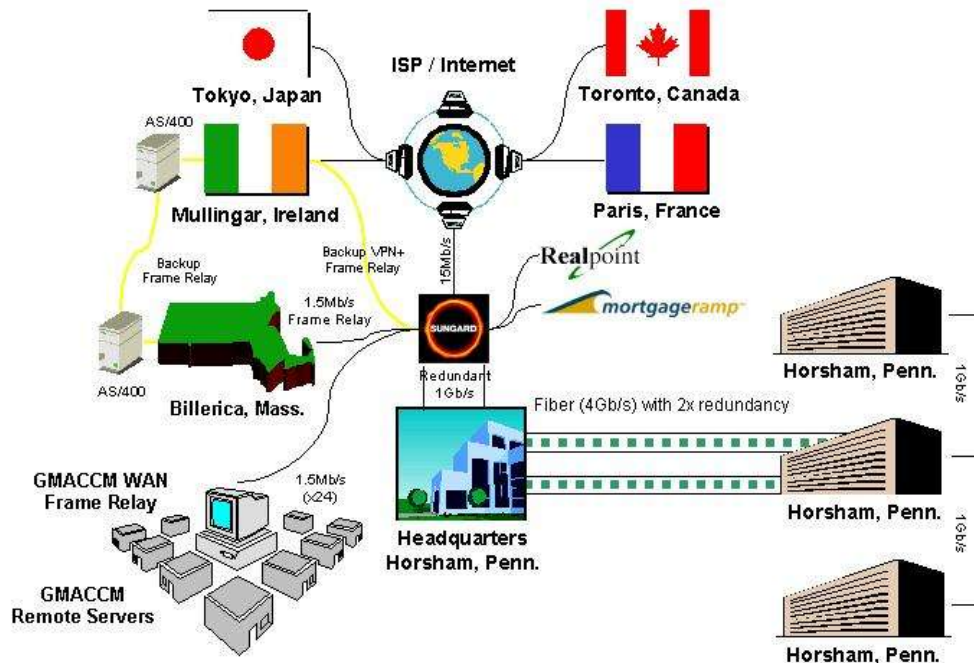 ISP / Internet
Tokyo, Japan
Toronto, Canada
AS/400
Mullingar, Ireland
Paris, France
Backup VPN+
Frame Relay
15Mb/s
Realpoint
Backup
Frame Relay
1.5Mb/s
Frame Relay
SUNGARD
mortgageramp™
AS/400
Billerica, Mass.
Redundant
1Gb/s
Horsham, Penn.
1Gb/s
Fiber (4Gb/s) with 2x redundancy
GMACCM WAN
Frame Relay
1.5Mb/s
(x24)
Horsham, Penn.
1Gb/s
Headquarters
Horsham, Penn.
GMACCM
Remote Servers
Horsham, Penn.